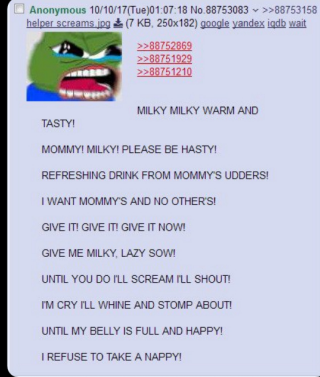 Anonymous 10/10/17(Tue)01:07:18 No.88753083 >>88753158
helper screams.jpg (7 KB, 250x182) google yandex iqdb wait
>>88752869
>>88751929
>>88751210
MILKY MILKY WARM AND
TASTY!
MOMMY! MILKY! PLEASE BE HASTY!
REFRESHING DRINK FROM MOMMY'S UDDERS!
I WANT MOMMY'S AND NO OTHER'S!
GIVE IT! GIVE IT! GIVE IT NOW!
GIVE ME MILKY, LAZY SOW!
UNTIL YOU DO I'LL SCREAM I'LL SHOUT!
I'M CRY I'LL WHINE AND STOMP ABOUT!
UNTIL MY BELLY IS FULL AND HAPPY!
I REFUSE TO TAKE A NAPPY!